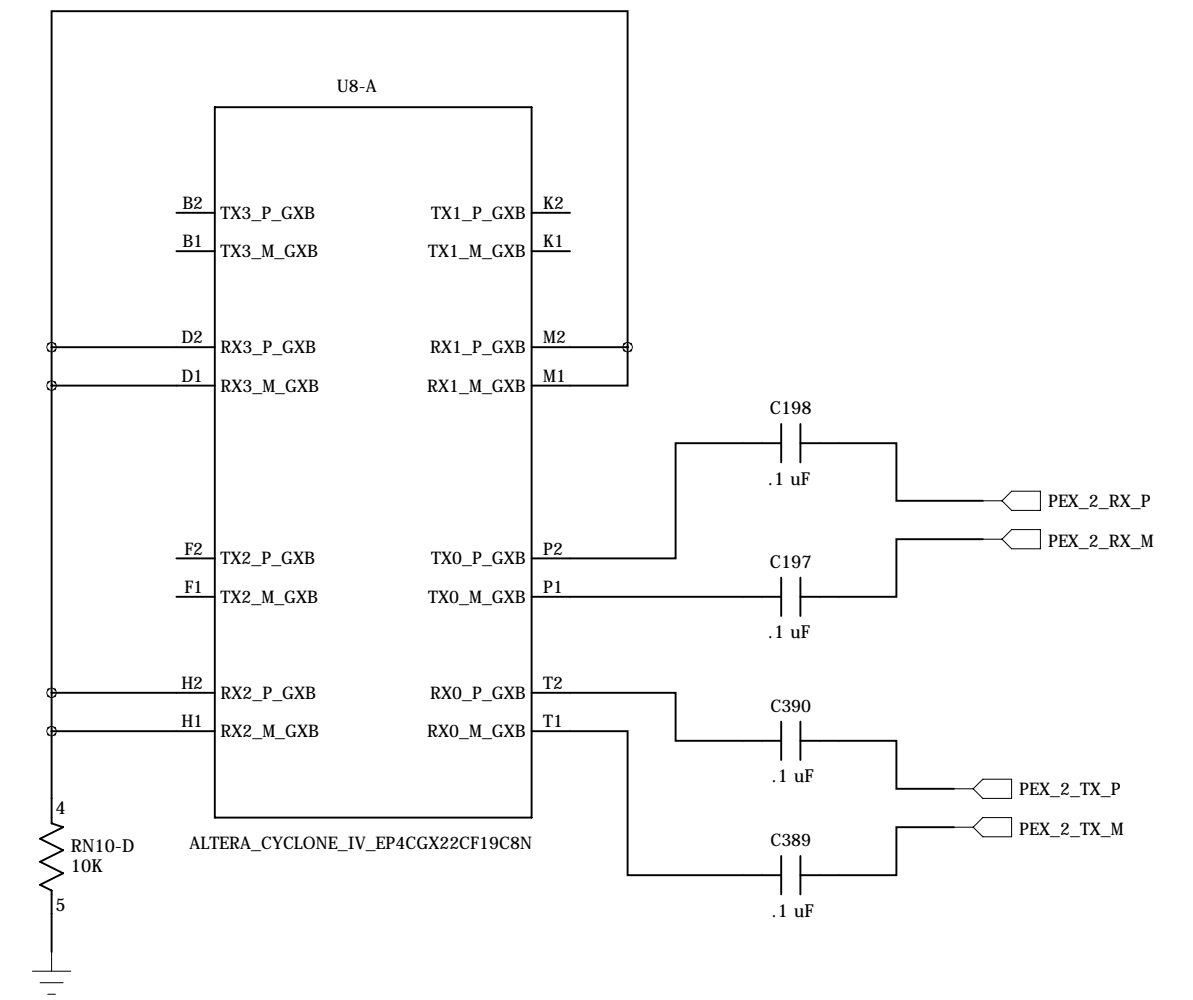 U8-A
B2 TX3_P_GXB TX1_P_GXB K2
B1 TX3_M_GXB TX1_M_GXB K1
D2 RX3_P_GXB RX1_P_GXB M2
D1 RX3_M_GXB RX1_M_GXB M1
C198
.1 uF
PEX_2_RX_P
PEX_2_RX_M
F2 TX2_P_GXB TX0_P_GXB P2
C197
F1 TX2_M_GXB TX0_M_GXB P1
.1 uF
H2 RX2_P_GXB RX0_P_GXB T2
C390
H1 RX2_M_GXB RX0_M_GXB T1
.1 uF
PEX_2_TX_P
PEX_2_TX_M
4
RN10-D
10K
5
ALTERA_CYCLONE_IV_EP4CGX22CF19C8N
C389
.1 uF